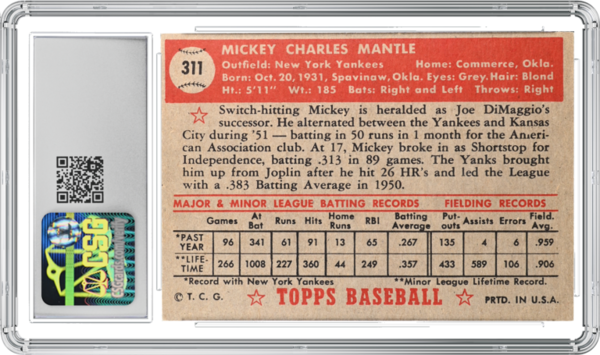 311
MICKEY CHARLES MANTLE
Outfield: New York Yankees Home: Commerce, Okla.
Born: Oct. 20, 1931, Spavinaw, Okla. Eyes: Grey. Hair: Blond
Ht.: 5'11" Wt.: 185 Bats: Right and Left Throws: Right
Switch-hitting Mickey is heralded as Joe DiMaggio's
successor. He alternated between the Yankees and Kansas
City during '51 — batting in 50 runs in 1 month for the Ameri-
can Association club. At 17, Mickey broke in as Shortstop for
Independence, batting .313 in 89 games. The Yanks brought
him up from Joplin after he hit 26 HR's and led the League
with a .383 Batting Average in 1950.
MAJOR & MINOR LEAGUE BATTING RECORDS FIELDING RECORDS
Games At Bat Runs Hits Home Runs RBI Batting Average Put-outs Assists Errors Field. Avg.
*PAST YEAR 96 341 61 91 13 65 .267 135 4 6 .959
**LIFE-TIME 266 1008 227 360 44 249 .357 433 589 106 .906
*Record with New York Yankees **Minor League Lifetime Record.
© T. C. G. TOPPS BASEBALL PRTD. IN U.S.A.
CSG